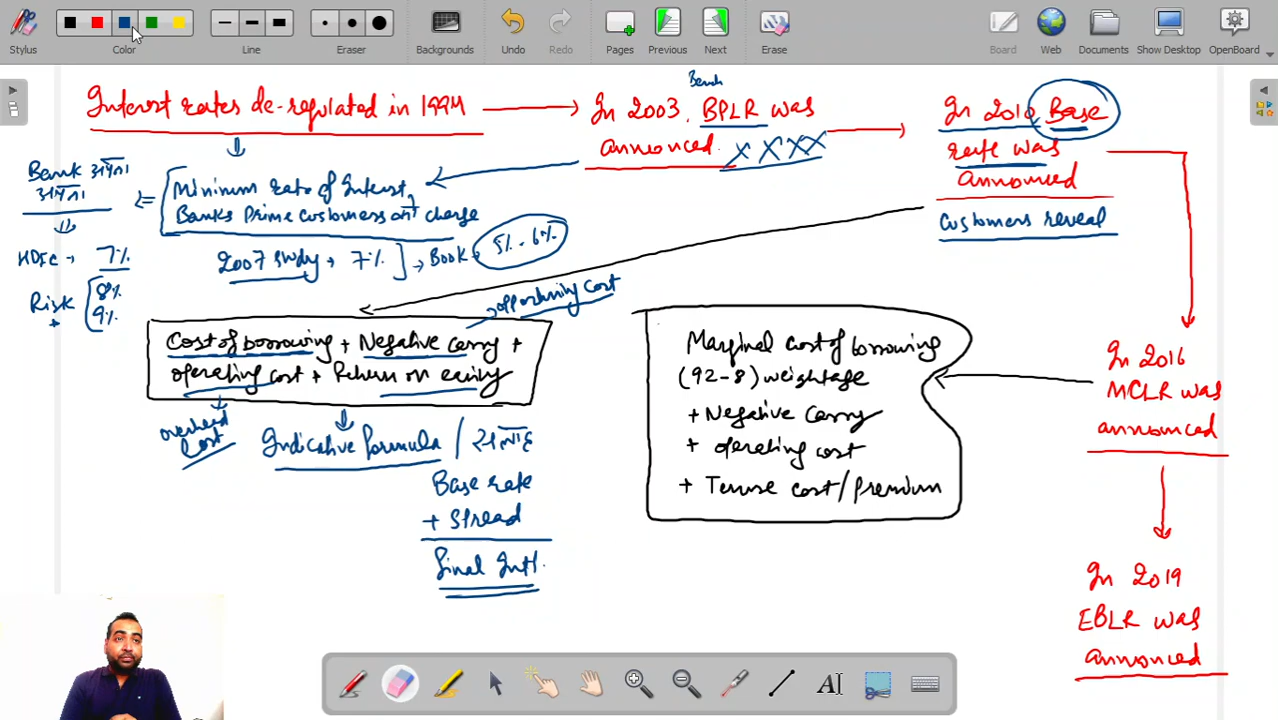 Stylus
Color
Line
Eraser
Backgrounds
Undo
Redo
Pages
Previous
Next
Erase
Board
Web
Documents
Show Desktop
OpenBoard
Interest rates de-regulated in 1994
Bench
In 2003, BPLR was
announced. X X X X
In 2010 Base
rate was
announced
Customers reveal
Bank अपना
अपना
HDFC → 7%
Risk 8%
+ 9%
Minimum rate of Interest,
Banks Prime customers charge
2007 study → 7% ] → Book → 5% - 6%
opportunity cost
Cost of borrowing + Negative carry +
operating cost + Return on equity
overhead
Cost
Indicative formula /
Base rate
+ Spread
final Intt.
Marginal cost of borrowing
(92-8) weightage
+ Negative Carry
+ operating cost
+ Tenure cost/Premium
In 2016
MCLR was
announced
In 2019
EBLR was
announced